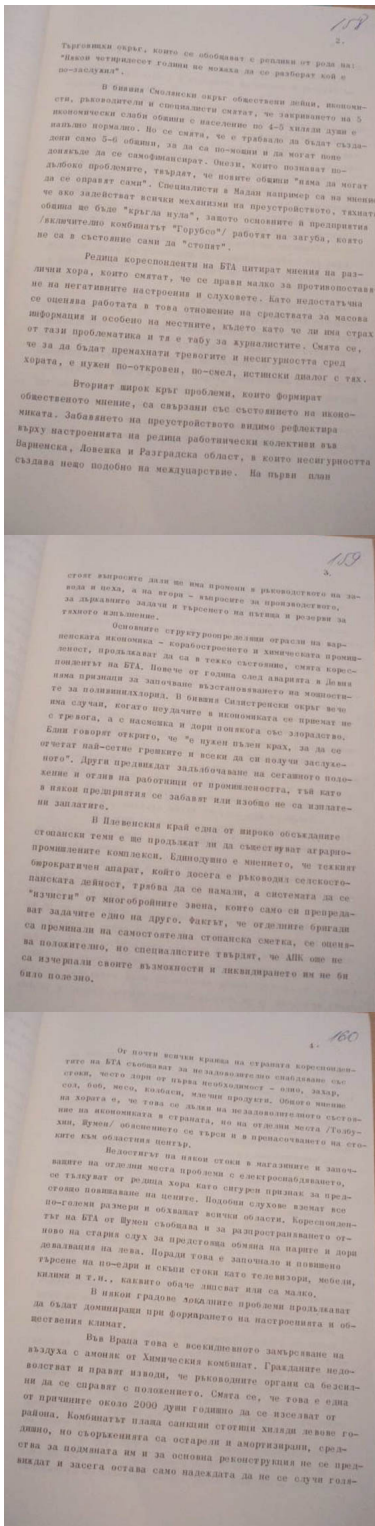 158
2.
Търговищки окръг, които се обобщават с реплики от рода на:
"Някои четиридесет години не можаха да се разберат кой е
по-заслужил".
В бившия Смолянски окръг обществени дейци, икономи-
сти, ръководители и специалисти смятат, че закриването на 5
икономически слаби общини с население по 4-5 хиляди души е
напълно нормално. Но се смята, че е трябвало да бъдат създа-
дени само 5-6 общини, за да са по-мощни и да могат поне
донякъде да се самофинансират. Онези, които познават по-
дълбоко проблемите, твърдят, че новите общини "няма да могат
да се оправят сами". Специалисти в Мадан например са на мнение
че ако задействат всички механизми на преустройството, тяхната
община ще бъде "кръгла нула", защото основните ѝ предприятия
/включително комбинатът "Горубсо"/ работят на загуба, която
не са в състояние сами да "стопят".
Редица кореспонденти на БТА цитират мнения на раз-
лични хора, които смятат, че се прави малко за противопоставя
не на негативните настроения и слуховете. Като недостатъчна
се оценява работата в това отношение на средствата за масова
информация и особено на местните, където като че ли има страх
от тази проблематика и тя е табу за журналистите. Смята се,
че за да бъдат премахнати тревогите и несигурността сред
хората, е нужен по-откровен, по-смел, истински диалог с тях.
Вторият широк кръг проблеми, които формират
общественото мнение, са свързани със състоянието на иконо-
миката. Забавянето на преустройството видимо рефлектира
върху настроенията на редица работнически колективи във
Варненска, Ловешка и Разградска област, в които несигурността
създава нещо подобно на междуцарствие. На първи план
159
3.
стоят въпросите дали ще има промени в ръководството на за-
вода и цеха, а на втора - въпросите за производството,
за държавните задачи и търсенето на пътища и резерви за
тяхното изпълнение.
Основните структуроопределящи отрасли на вар-
ненската икономика - корабостроенето и химическата промиш-
леност, продължават да са в тежко състояние, смята корес-
пондентът на БТА. Повече от година след аварията в Девня
няма признаци за започване възстановяването на мощности-
те за поливинилхлорид. В бившия Силистренски окръг вече
има случаи, когато неудачите в икономиката се приемат не
с тревога, а с насмешка и дори понякога със злорадство.
Едни говорят открито, че "е нужен пълен крах, за да се
отчетат най-сетне грешките и всеки да си получи заслуже-
ното". Други предвиждат задълбочаване на сегашното поло-
жение и отлив на работници от промишлеността, тъй като
в някои предприятия се забавят или изобщо не са изплате-
ни заплатите.
В Плевенския край една от широко обсъжданите
стопански теми е ще продължат ли да съществуват аграрно-
промишлените комплекси. Единодушно е мнението, че тежкият
бюрократичен апарат, който досега е ръководил селскосто-
панската дейност, трябва да се намали, а системата да се
"изчисти" от многобройните звена, които само си препреда-
ват задачите едно на друго. Фактът, че отделните бригади
са преминали на самостоятелна стопанска сметка, се оценя-
ва положително, но специалистите твърдят, че АПК още не
са изчерпали своите възможности и ликвидирането им не би
било полезно.
160
4.
От почти всички краища на страната кореспонден-
тите на БТА съобщават за незадоволително снабдяване със
стоки, често дори от първа необходимост - олио, захар,
сол, боб, месо, колбаси, млечни продукти. Общото мнение
на хората е, че това се дължи на незадоволителното състоя-
ние на икономиката в страната, но на отделни места /Толбу-
хин, Шумен/ обяснението се търси и в пренасочването на сто-
ките към областния център.
Недостигът на някои стоки в магазините и започ-
ващите на отделни места проблеми с електроснабдяването,
се тълкуват от редица хора като сигурен признак за пред-
стоящо повишаване на цените. Подобни слухове вземат все
по-големи размери и обхващат всички области. Кореспонден-
тът на БТА от Шумен съобщава и за разпространяването от-
ново на стария слух за предстояща обмяна на парите и дори
девалвация на лева. Поради това е започнало и повишено
търсене на по-едри и скъпи стоки като телевизори, мебели,
килими и т.н., каквито обаче липсват или са малко.
В някои градове локалните проблеми продължават
да бъдат доминиращи при формирането на настроенията и об-
ществения климат.
Във Враца това е всекидневното замърсяване на
въздуха с амоняк от Химическия комбинат. Гражданите недо-
волстват и правят изводи, че ръководните органи са безсил-
ни да се справят с положението. Смята се, че това е една
от причините около 2000 души годишно да се изселват от
района. Комбинатът плаща санкции стотици хиляди левове го-
дишно, но съоръженията са остарели и амортизирани, сред-
ства за подмяната им и за основна реконструкция не се пред-
виждат и засега остава само надеждата да не се случи голя-